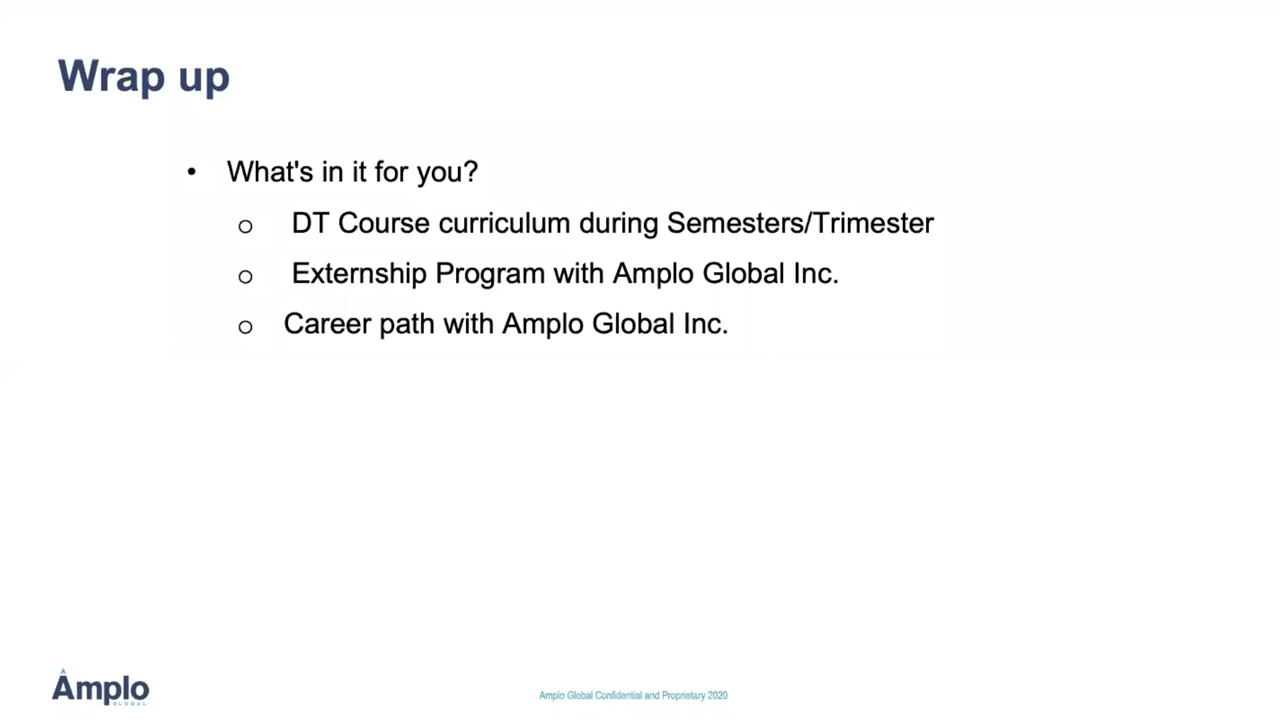 Wrap up
• What's in it for you?
o DT Course curriculum during Semesters/Trimester
o Externship Program with Amplo Global Inc.
o Career path with Amplo Global Inc.
Amplo
GLOBAL
Amplo Global Confidential and Proprietary 2020